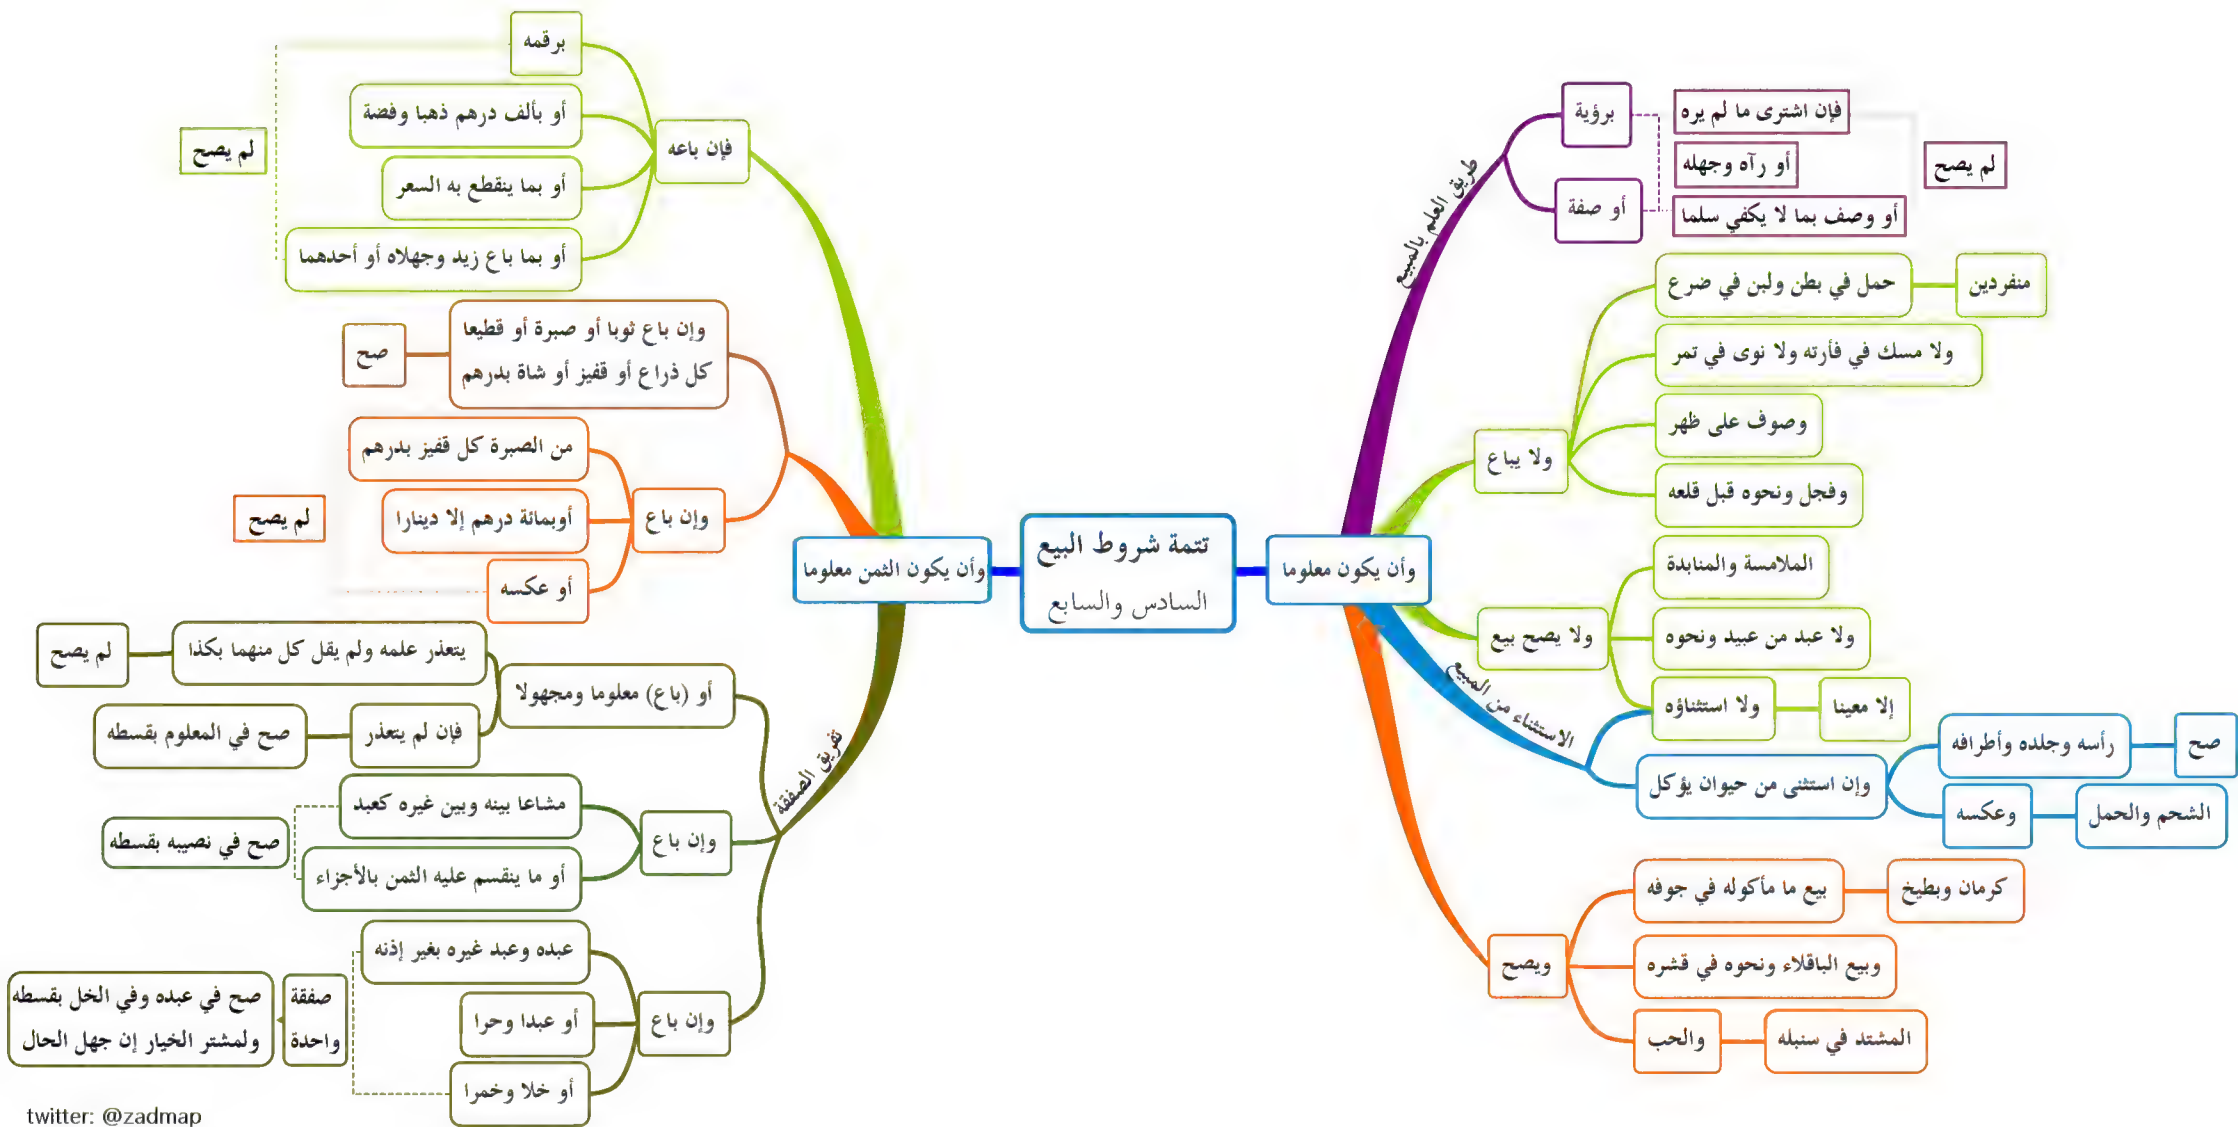 تتمة شروط البيع
السادس والسابع
وأن يكون معلوما
طريق العلم بالمبيع
برؤية
أو صفة
فإن اشترى ما لم يره
أو رآه وجهله
أو وصف بما لا يكفي سلما
لم يصح
ولا يباع
حمل في بطن ولبن في ضرع
منفردين
ولا مسك في فأرته ولا نوى في تمر
وصوف على ظهر
وفجل ونحوه قبل قلعه
ولا يصح بيع
الملامسة والمنابدة
ولا عبد من عبيد ونحوه
ولا استثناؤه
إلا معينا
الاستثناء من المبيع
وإن استثنى من حيوان يؤكل
رأسه وجلده وأطرافه
صح
وعكسه
الشحم والحمل
ويصح
بيع ما مأكوله في جوفه
كرمان وبطيخ
وبيع الباقلاء ونحوه في قشره
والحب
المشتد في سنبله
وأن يكون الثمن معلوما
فإن باعه
برقمه
أو بألف درهم ذهبا وفضة
أو بما ينقطع به السعر
أو بما باع زيد وجهلاه أو أحدهما
لم يصح
وإن باع ثوبا أو صبرة أو قطيعا
كل ذراع أو قفيز أو شاة بدرهم
صح
وإن باع
من الصبرة كل قفيز بدرهم
أوبمائة درهم إلا دينارا
أو عكسه
لم يصح
تفريق الصفقة
أو (باع) معلوما ومجهولا
يتعذر علمه ولم يقل كل منهما بكذا
لم يصح
فإن لم يتعذر
صح في المعلوم بقسطه
وإن باع
مشاعا بينه وبين غيره كعبد
أو ما ينقسم عليه الثمن بالأجزاء
صح في نصيبه بقسطه
وإن باع
عبده وعبد غيره بغير إذنه
أو عبدا وحرا
أو خلا وخمرا
صفقة
واحدة
صح في عبده وفي الخل بقسطه
ولمشتر الخيار إن جهل الحال
twitter: @zadmap